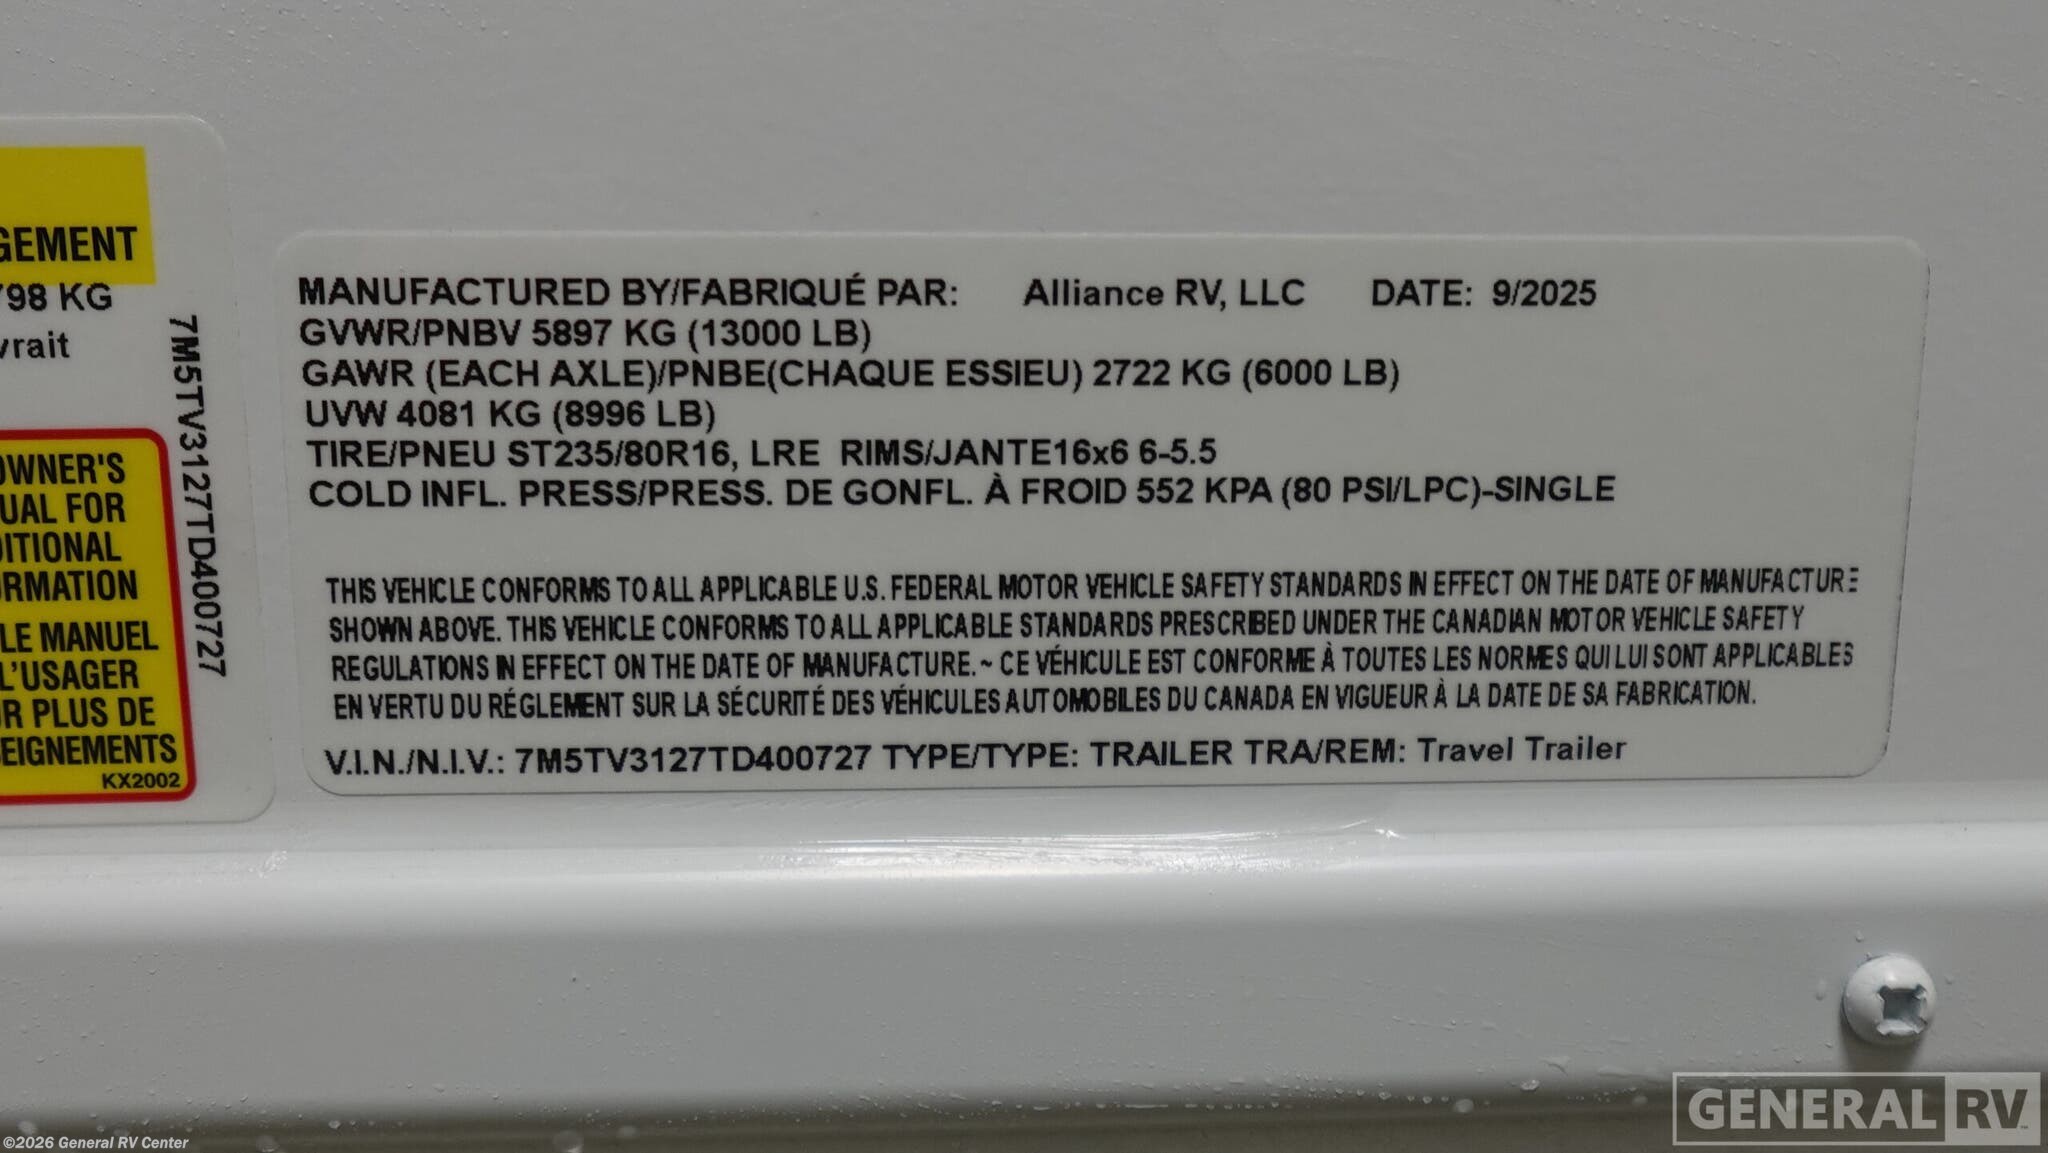 GEMENT
798 KG
vrait
OWNER'S
UAL FOR
DITIONAL
ORMATION
LE MANUEL
L'USAGER
R PLUS DE
EIGNEMENTS
KX2002
7M5TV3127TD400727
MANUFACTURED BY/FABRIQUÉ PAR: Alliance RV, LLC DATE: 9/2025
GVWR/PNBV 5897 KG (13000 LB)
GAWR (EACH AXLE)/PNBE(CHAQUE ESSIEU) 2722 KG (6000 LB)
UVW 4081 KG (8996 LB)
TIRE/PNEU ST235/80R16, LRE RIMS/JANTE16x6 6-5.5
COLD INFL. PRESS/PRESS. DE GONFL. À FROID 552 KPA (80 PSI/LPC)-SINGLE
THIS VEHICLE CONFORMS TO ALL APPLICABLE U.S. FEDERAL MOTOR VEHICLE SAFETY STANDARDS IN EFFECT ON THE DATE OF MANUFACTURE
SHOWN ABOVE. THIS VEHICLE CONFORMS TO ALL APPLICABLE STANDARDS PRESCRIBED UNDER THE CANADIAN MOTOR VEHICLE SAFETY
REGULATIONS IN EFFECT ON THE DATE OF MANUFACTURE. ~ CE VÉHICULE EST CONFORME À TOUTES LES NORMES QUI LUI SONT APPLICABLES
EN VERTU DU RÉGLEMENT SUR LA SÉCURITÉ DES VÉHICULES AUTOMOBILES DU CANADA EN VIGUEUR À LA DATE DE SA FABRICATION.
V.I.N./N.I.V.: 7M5TV3127TD400727 TYPE/TYPE: TRAILER TRA/REM: Travel Trailer
GENERAL RV
©2026 General RV Center